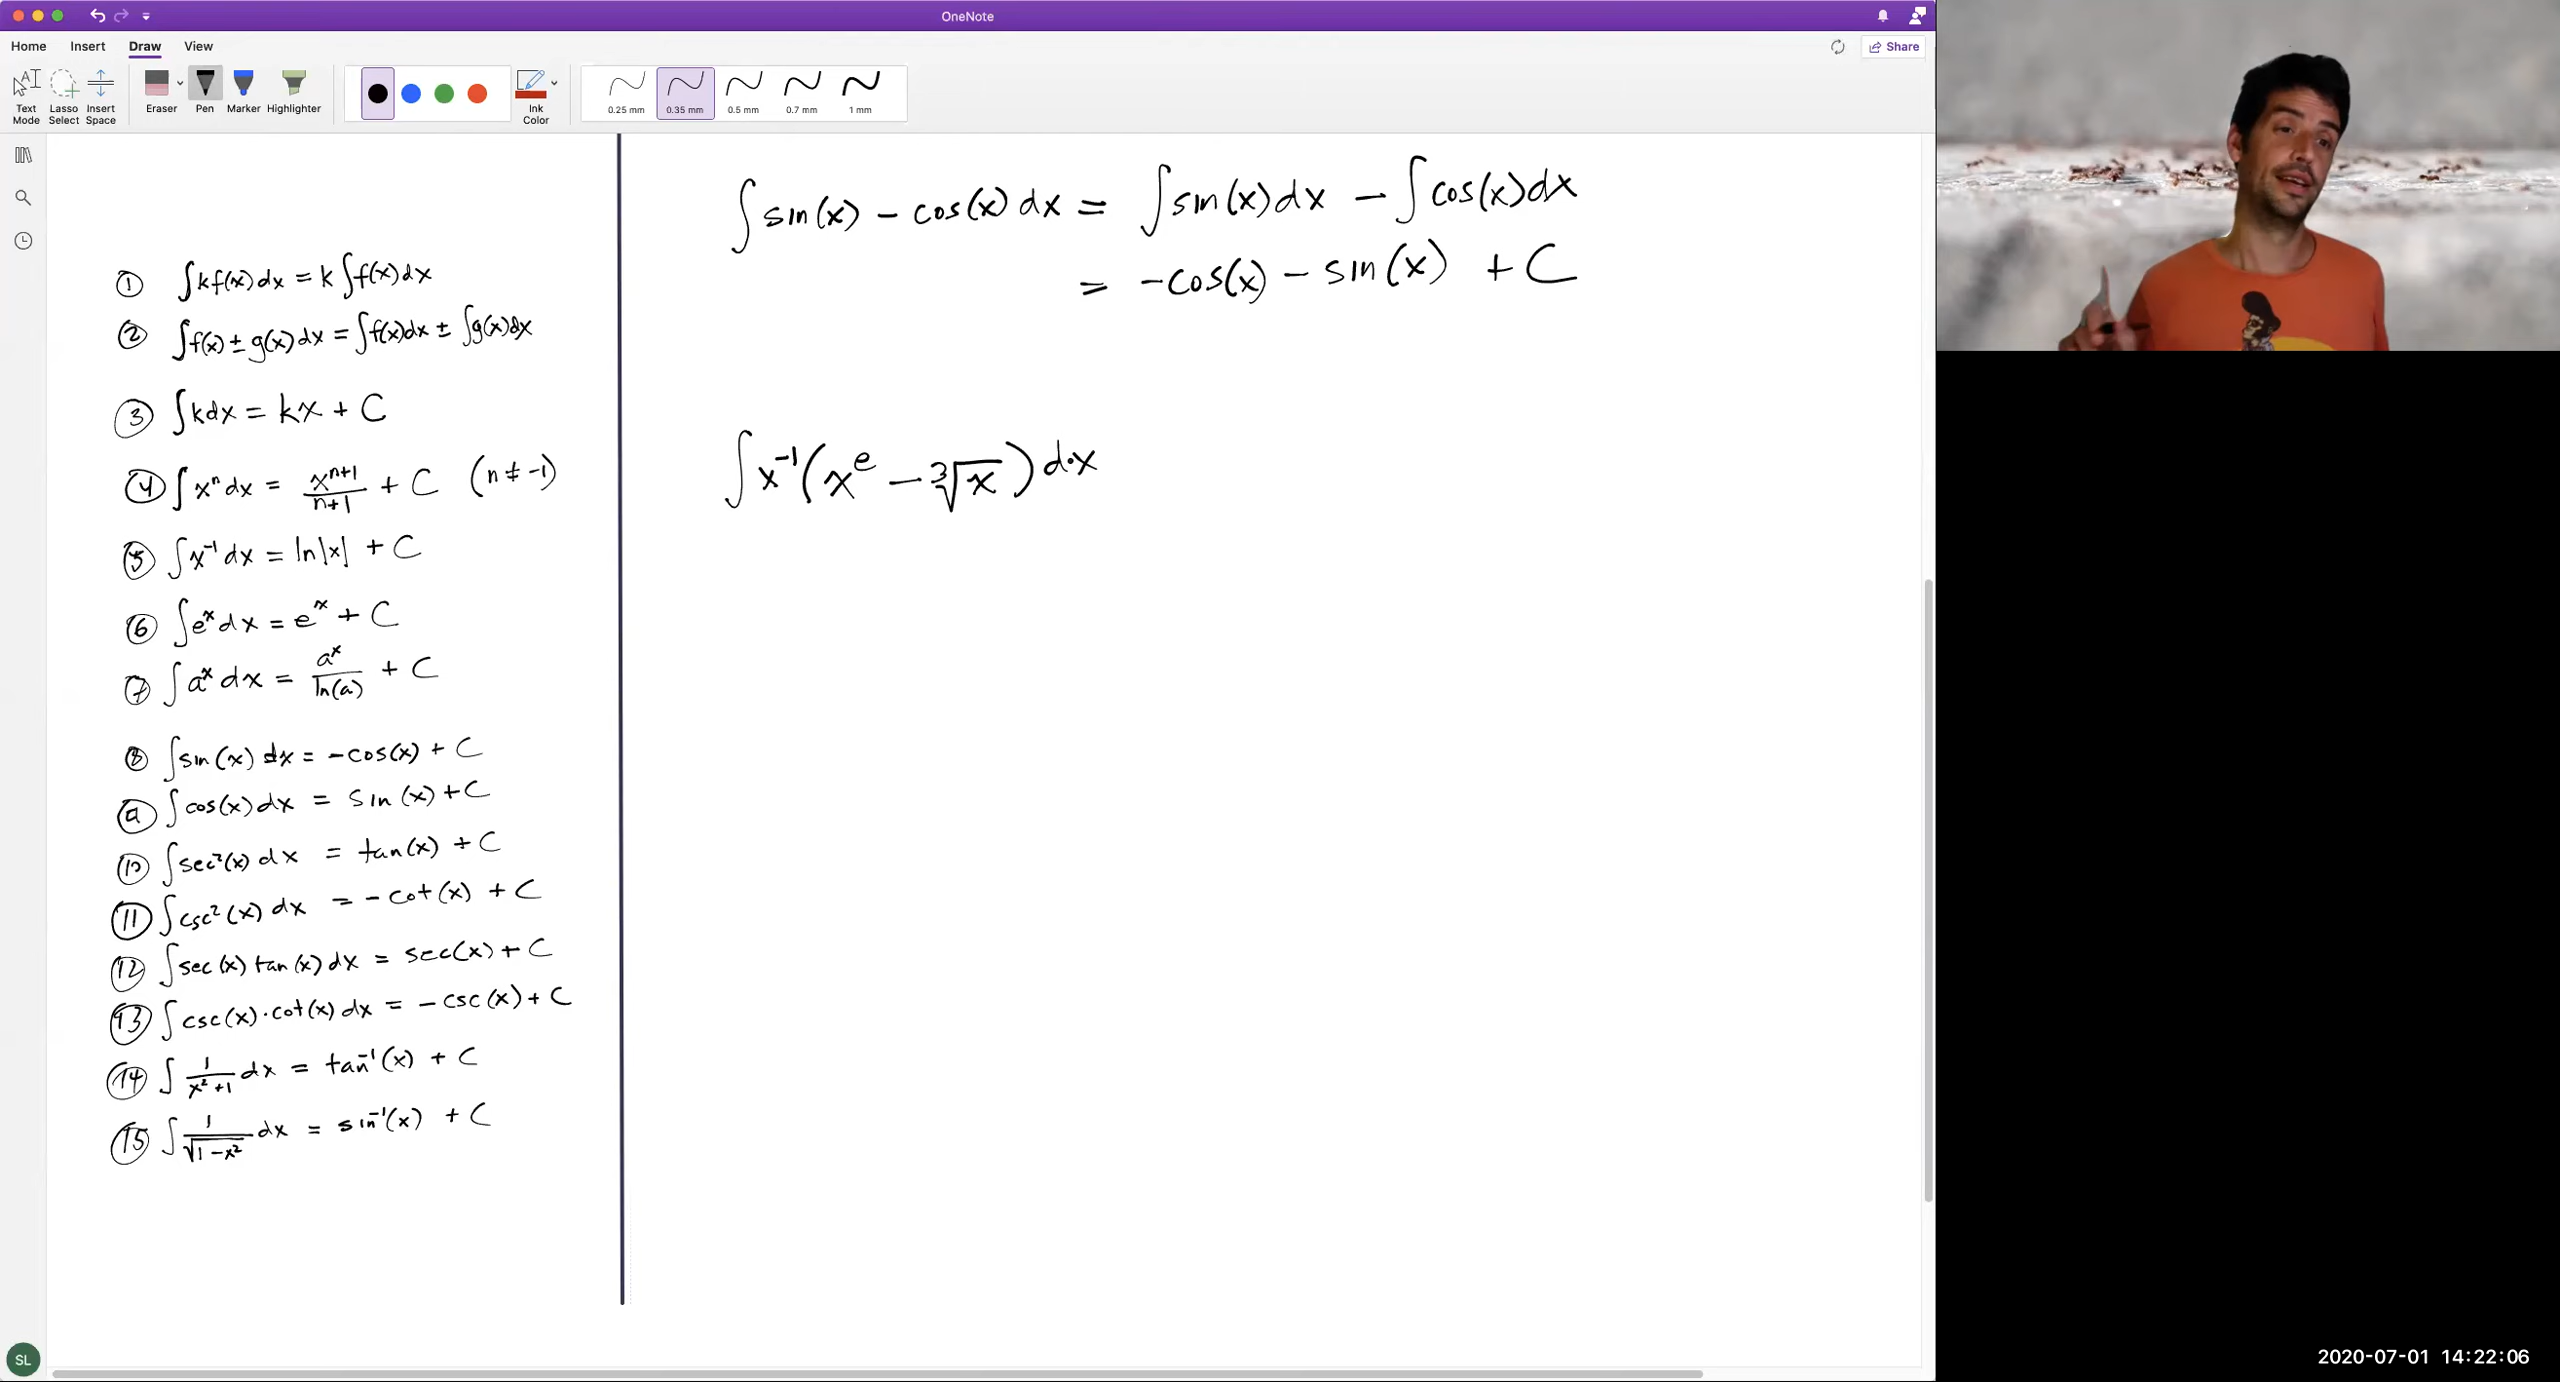 OneNote
Home Insert Draw View
Share
Text Mode
Lasso Select
Insert Space
Eraser
Pen
Marker
Highlighter
Ink Color
0.25 mm 0.35 mm 0.5 mm 0.7 mm 1 mm
① ∫kf(x)dx = k∫f(x)dx
② ∫f(x) ± g(x)dx = ∫f(x)dx ± ∫g(x)dx
③ ∫kdx = kx + C
④ ∫xⁿdx = xⁿ⁺¹/n+1 + C (n ≠ -1)
⑤ ∫x⁻¹dx = ln|x| + C
⑥ ∫eˣdx = eˣ + C
⑦ ∫aˣdx = aˣ/ln(a) + C
⑧ ∫sin(x)dx = -cos(x) + C
⑨ ∫cos(x)dx = sin(x) + C
⑩ ∫sec²(x)dx = tan(x) + C
⑪ ∫csc²(x)dx = -cot(x) + C
⑫ ∫sec(x)tan(x)dx = sec(x) + C
⑬ ∫csc(x)·cot(x)dx = -csc(x) + C
⑭ ∫1/x²+1 dx = tan⁻¹(x) + C
⑮ ∫1/√1-x² dx = sin⁻¹(x) + C
∫sin(x) - cos(x)dx = ∫sin(x)dx - ∫cos(x)dx
= -cos(x) - sin(x) + C
∫x⁻¹(xᵉ - ³√x)dx
SL
2020-07-01 14:22:06